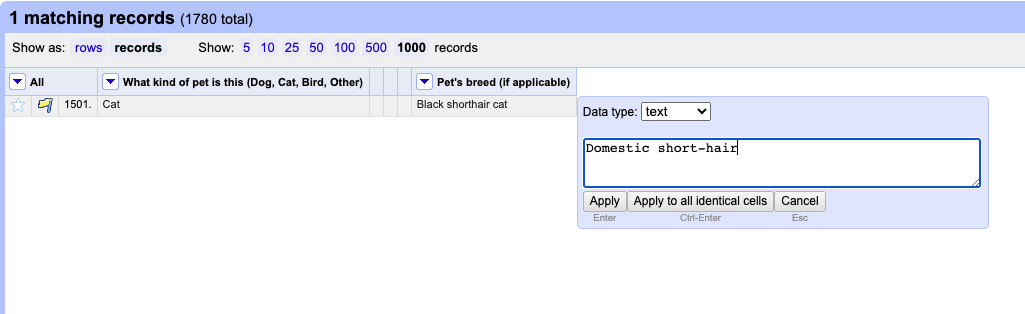 1 matching records (1780 total)
Show as: rows records Show: 5 10 25 50 100 500 1000 records
All What kind of pet is this (Dog, Cat, Bird, Other) Pet's breed (if applicable)
1501. Cat Black shorthair cat
Data type: text
Domestic short-hair
Apply Apply to all identical cells Cancel
Enter Ctrl-Enter Esc